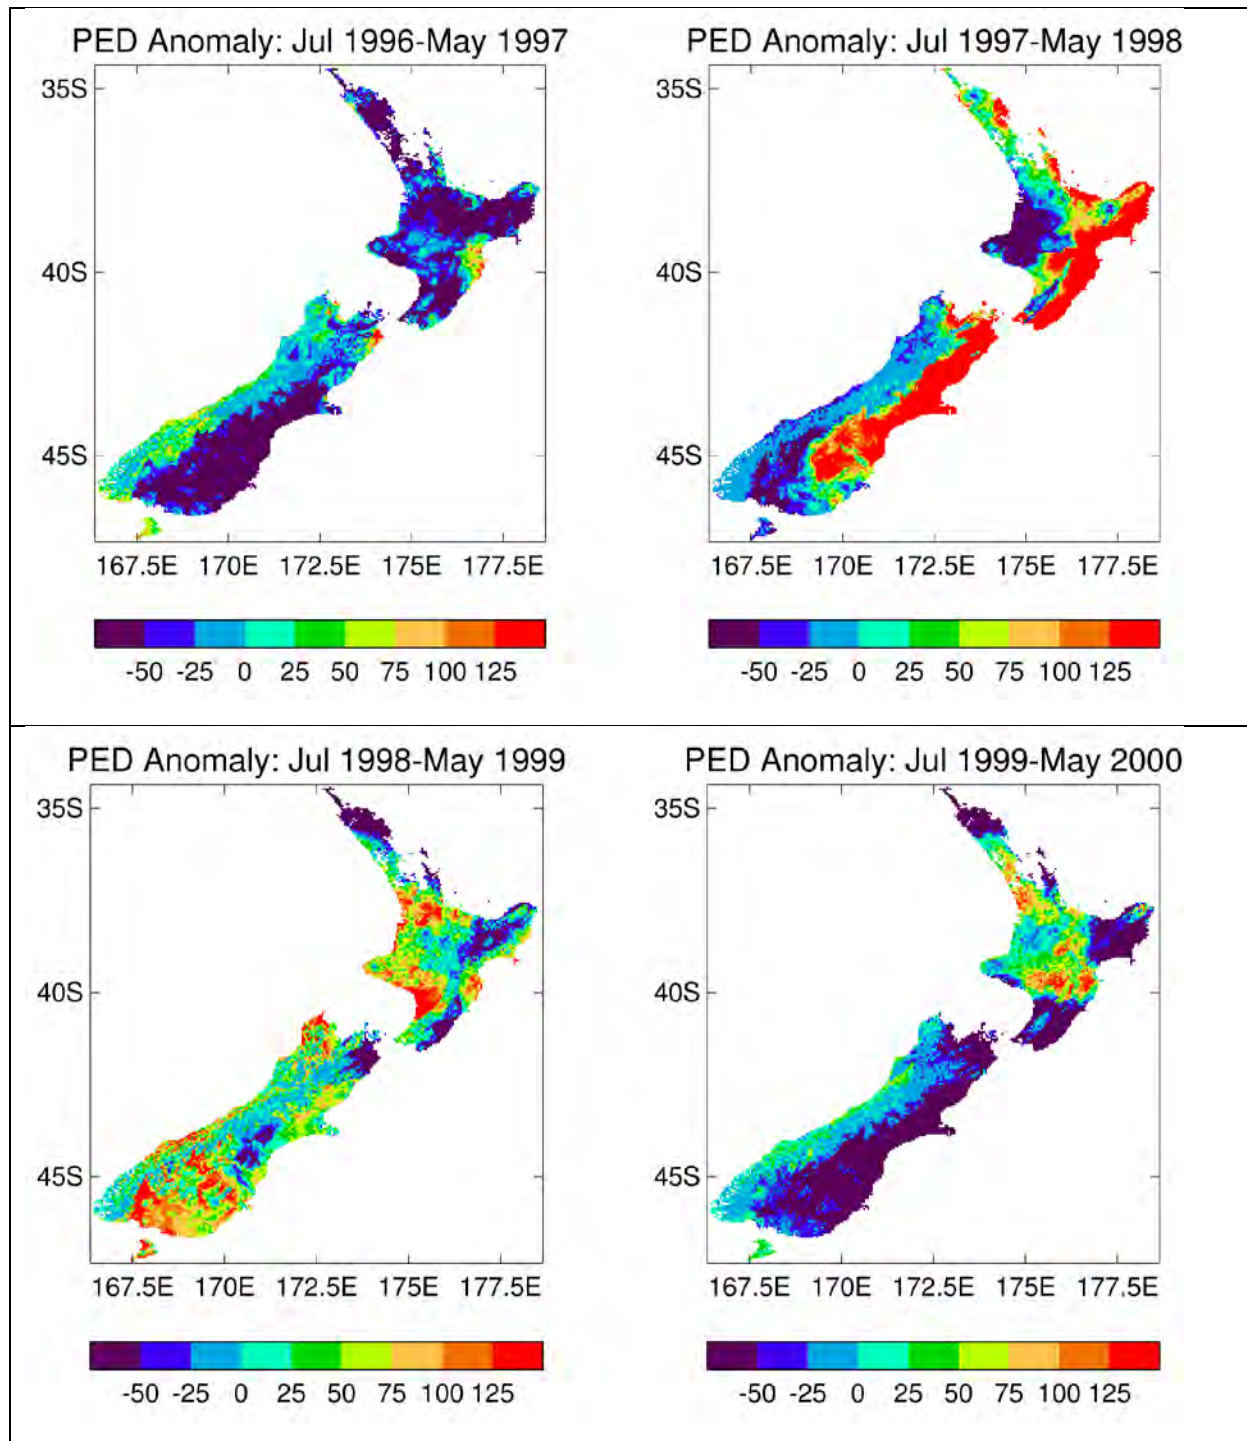 PED Anomaly: Jul 1996-May 1997
35S
40S
45S
167.5E 170E 172.5E 175E 177.5E
-50 -25 0 25 50 75 100 125
PED Anomaly: Jul 1997-May 1998
35S
40S
45S
167.5E 170E 172.5E 175E 177.5E
-50 -25 0 25 50 75 100 125
PED Anomaly: Jul 1998-May 1999
35S
40S
45S
167.5E 170E 172.5E 175E 177.5E
-50 -25 0 25 50 75 100 125
PED Anomaly: Jul 1999-May 2000
35S
40S
45S
167.5E 170E 172.5E 175E 177.5E
-50 -25 0 25 50 75 100 125